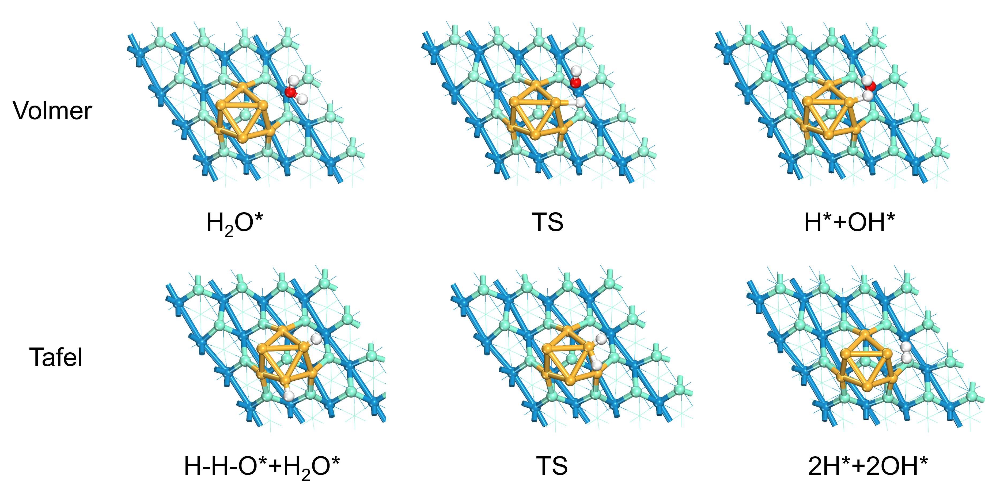 Volmer
H₂O* TS H*+OH*
Tafel
H-H-O*+H₂O* TS 2H*+2OH*